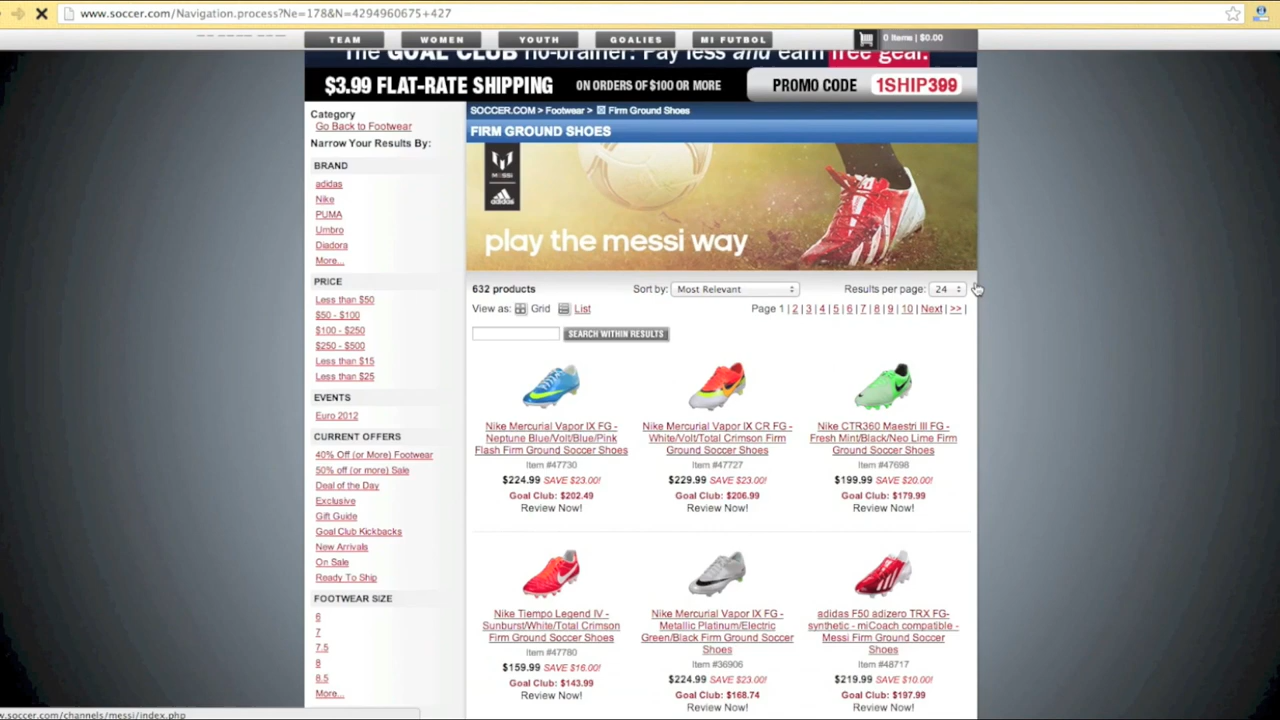 www.soccer.com/Navigation.process?Ne=178&N=4294960675+427
TEAM WOMEN YOUTH GOALIES MI FUTBOL 0 Items | $0.00
The GOAL CLUB no-brainer: Pay less and earn free gear.
$3.99 FLAT-RATE SHIPPING ON ORDERS OF $100 OR MORE PROMO CODE 1SHIP399
Category
Go Back to Footwear
Narrow Your Results By:
BRAND
adidas
Nike
PUMA
Umbro
Diadora
More...
PRICE
Less than $50
$50 - $100
$100 - $250
$250 - $500
Less than $15
Less than $25
EVENTS
Euro 2012
CURRENT OFFERS
40% Off (or More) Footwear
50% off (or more) Sale
Deal of the Day
Exclusive
Gift Guide
Goal Club Kickbacks
New Arrivals
On Sale
Ready To Ship
FOOTWEAR SIZE
6
7
7.5
8
8.5
More...
SOCCER.COM > Footwear > Firm Ground Shoes
FIRM GROUND SHOES
MESSI
adidas
play the messi way
632 products Sort by: Most Relevant Results per page: 24
View as: Grid List Page 1 | 2 | 3 | 4 | 5 | 6 | 7 | 8 | 9 | 10 | Next | >> |
SEARCH WITHIN RESULTS
Nike Mercurial Vapor IX FG -
Neptune Blue/Volt/Blue/Pink
Flash Firm Ground Soccer Shoes
Item #47730
$224.99 SAVE $23.00!
Goal Club: $202.49
Review Now!
Nike Mercurial Vapor IX CR FG -
White/Volt/Total Crimson Firm
Ground Soccer Shoes
Item #47727
$229.99 SAVE $23.00!
Goal Club: $206.99
Review Now!
Nike CTR360 Maestri III FG -
Fresh Mint/Black/Neo Lime Firm
Ground Soccer Shoes
Item #47698
$199.99 SAVE $20.00!
Goal Club: $179.99
Review Now!
Nike Tiempo Legend IV -
Sunburst/White/Total Crimson
Firm Ground Soccer Shoes
Item #47780
$159.99 SAVE $16.00!
Goal Club: $143.99
Review Now!
Nike Mercurial Vapor IX FG -
Metallic Platinum/Electric
Green/Black Firm Ground Soccer
Shoes
Item #36906
$224.99 SAVE $23.00!
Goal Club: $168.74
Review Now!
adidas F50 adizero TRX FG-
synthetic - miCoach compatible -
Messi Firm Ground Soccer
Shoes
Item #48717
$219.99 SAVE $10.00!
Goal Club: $197.99
Review Now!
w.soccer.com/channels/messi/index.php